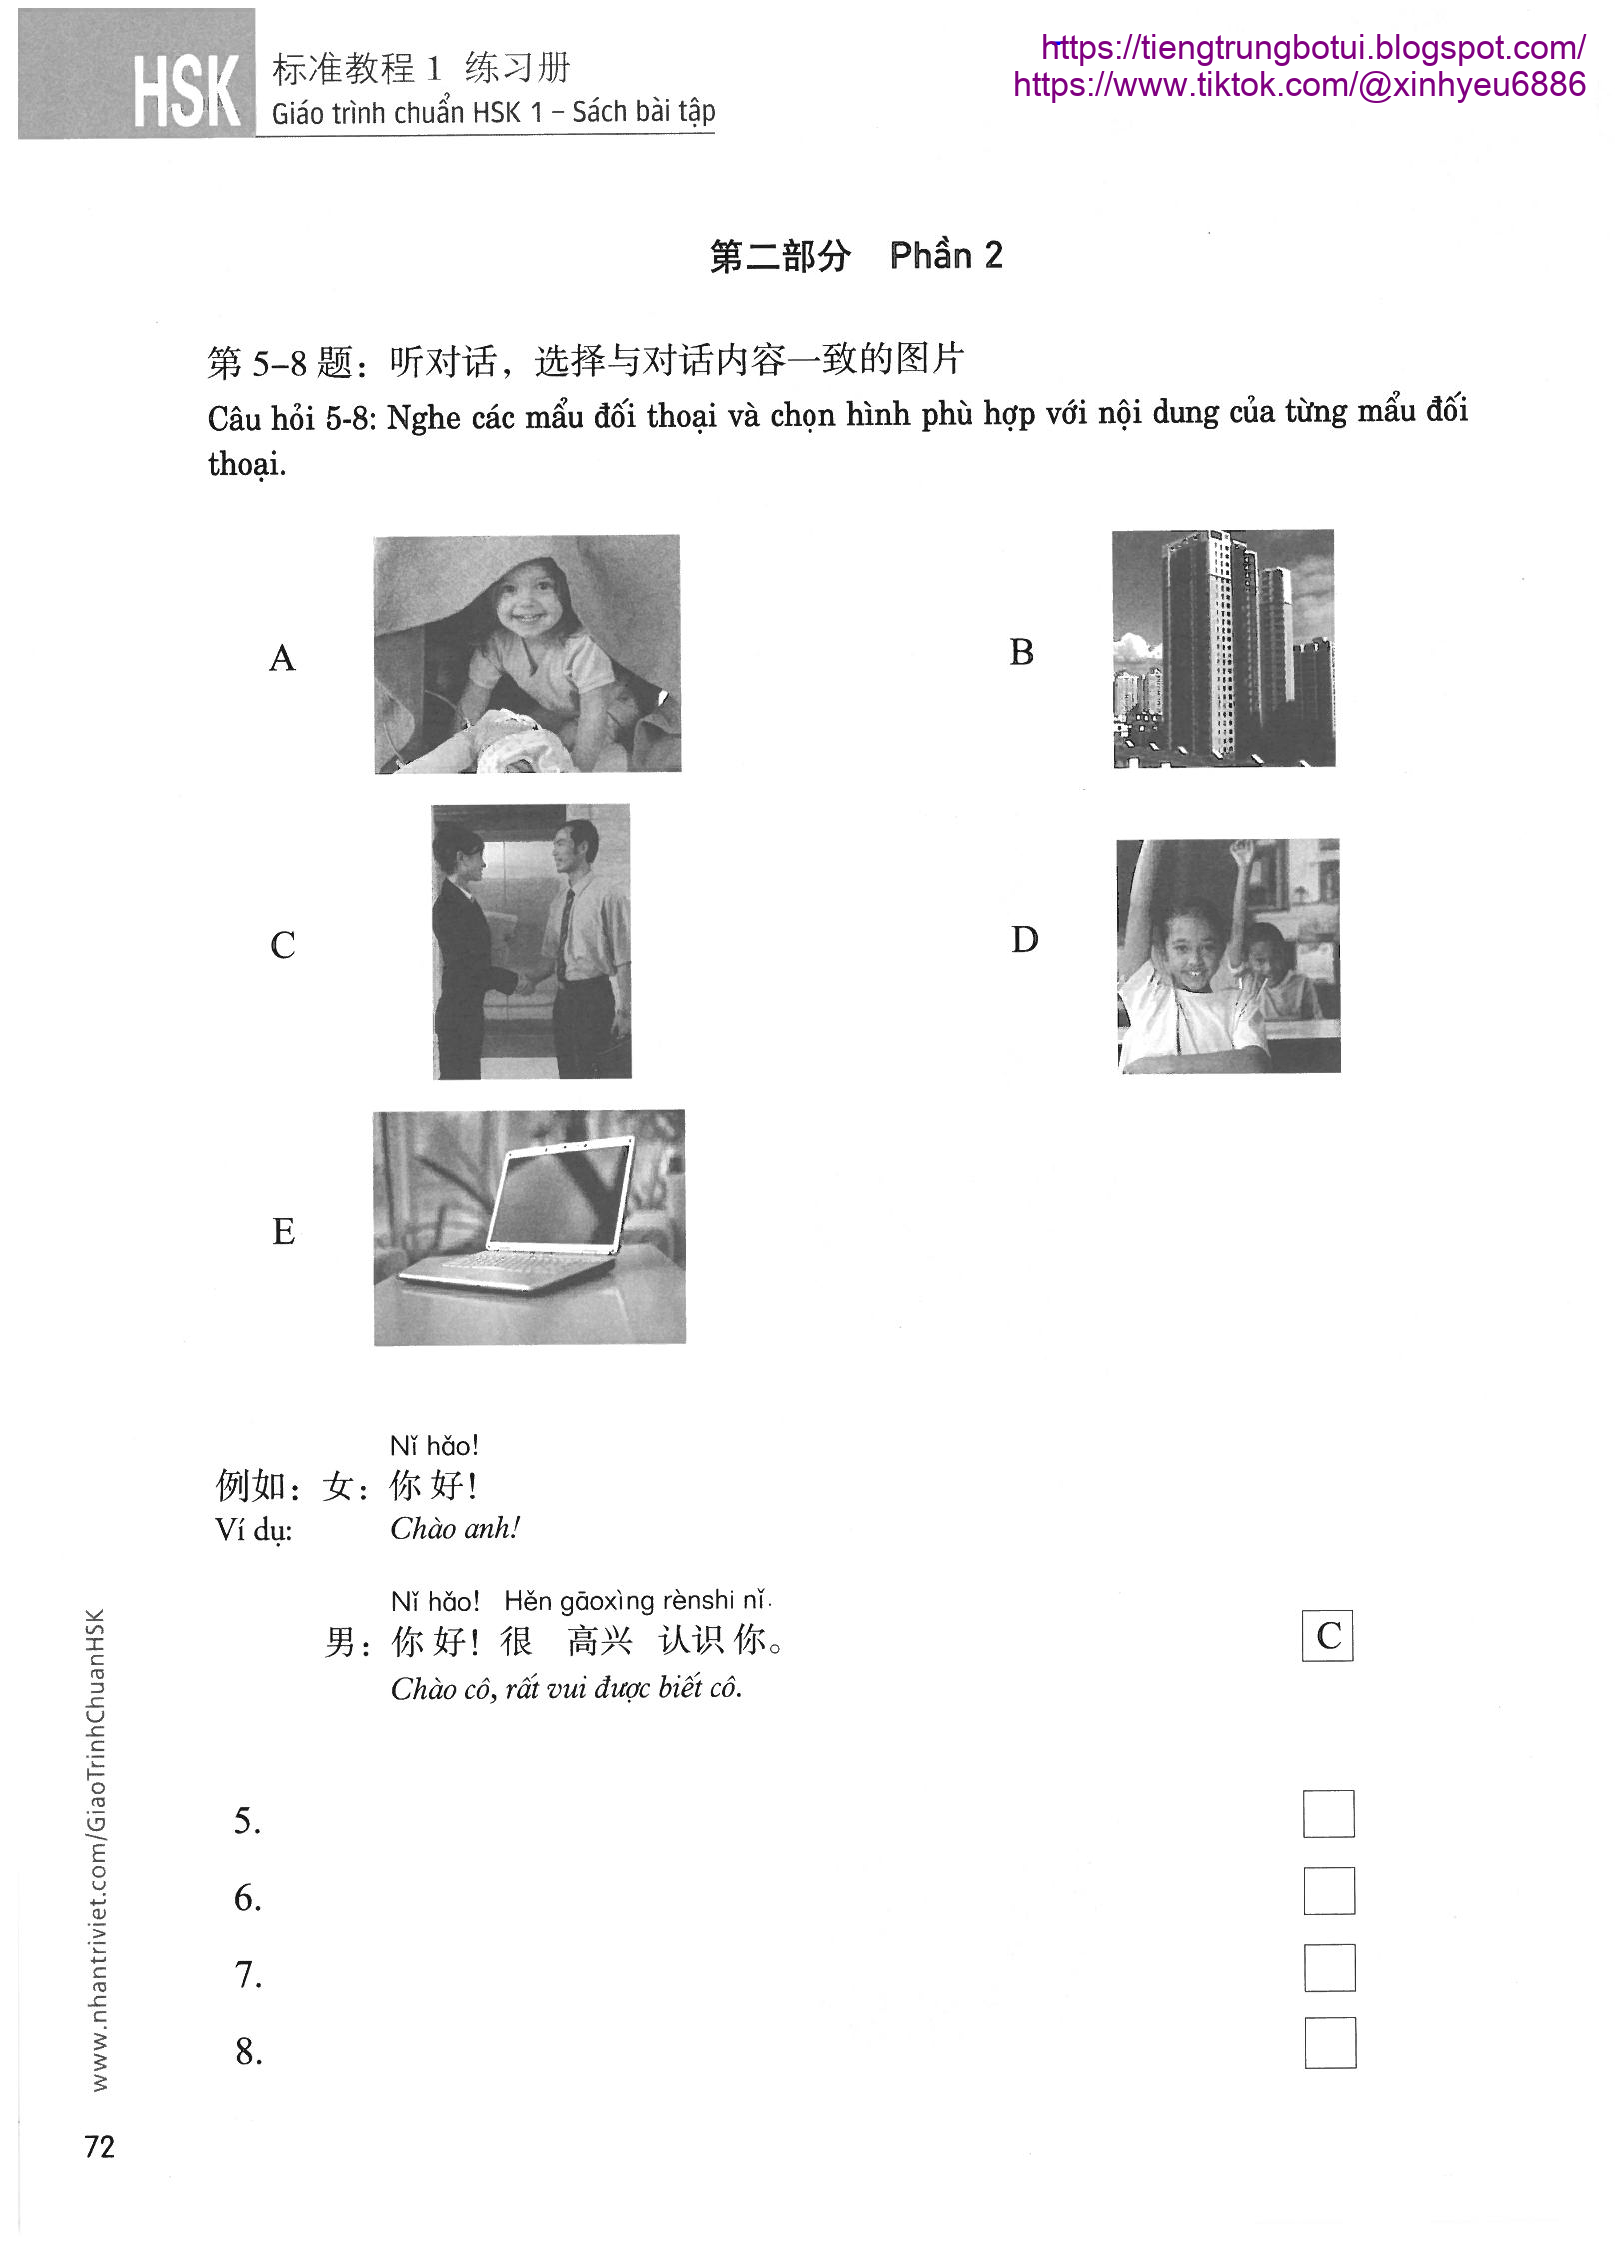 HSK
标准教程 1 练习册
Giáo trình chuẩn HSK 1 – Sách bài tập
https://tiengtrungbotui.blogspot.com/
https://www.tiktok.com/@xinhyeu6886
第二部分 Phần 2
第 5–8 题：听对话，选择与对话内容一致的图片
Câu hỏi 5-8: Nghe các mẩu đối thoại và chọn hình phù hợp với nội dung của từng mẩu đối
thoại.
A
B
C
D
E
Nǐ hǎo!
例如：女：你 好！
Ví dụ: Chào anh!
Nǐ hǎo! Hěn gāoxìng rènshi nǐ.
男：你 好！很 高兴 认识 你。
C
Chào cô, rất vui được biết cô.
5.
6.
7.
8.
www.nhantriviet.com/GiaoTrinhChuanHSK
72